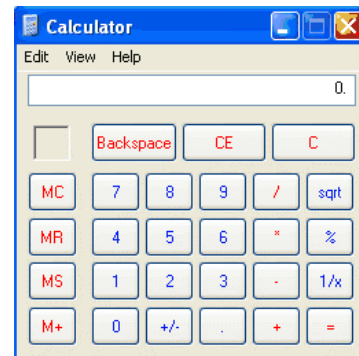 Calculator
Edit View Help
0.
Backspace CE C
MC 7 8 9 / sqrt
MR 4 5 6 * %
MS 1 2 3 - 1/x
M+ 0 +/- . + =